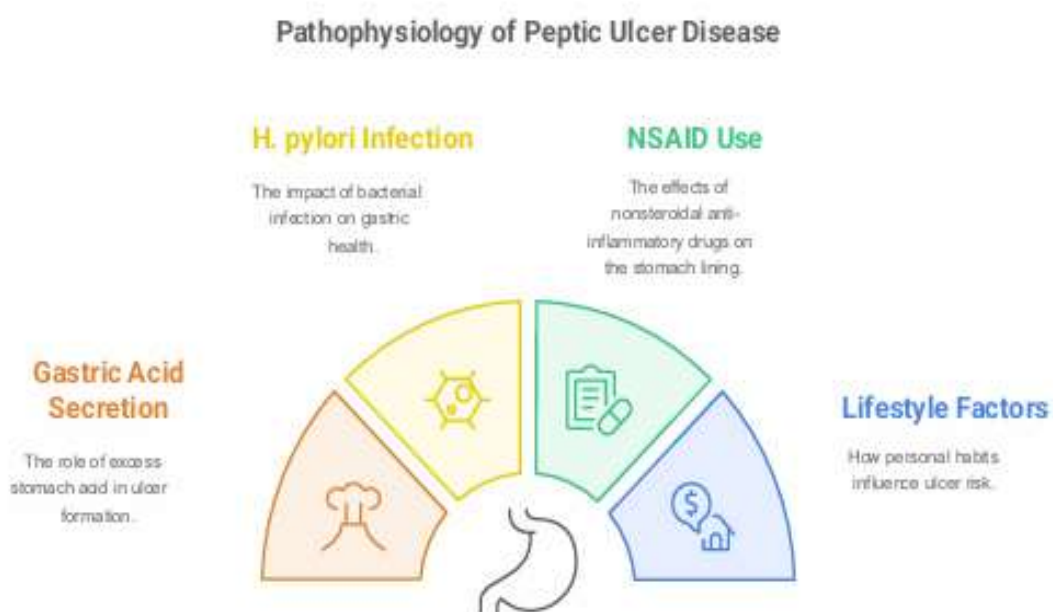 Pathophysiology of Peptic Ulcer Disease
H. pylori Infection
The impact of bacterial
infection on gastric
health.
NSAID Use
The effects of
nonsteroidal anti-
inflammatory drugs on
the stomach lining.
Gastric Acid
Secretion
The role of excess
stomach acid in ulcer
formation.
Lifestyle Factors
How personal habits
influence ulcer risk.
$